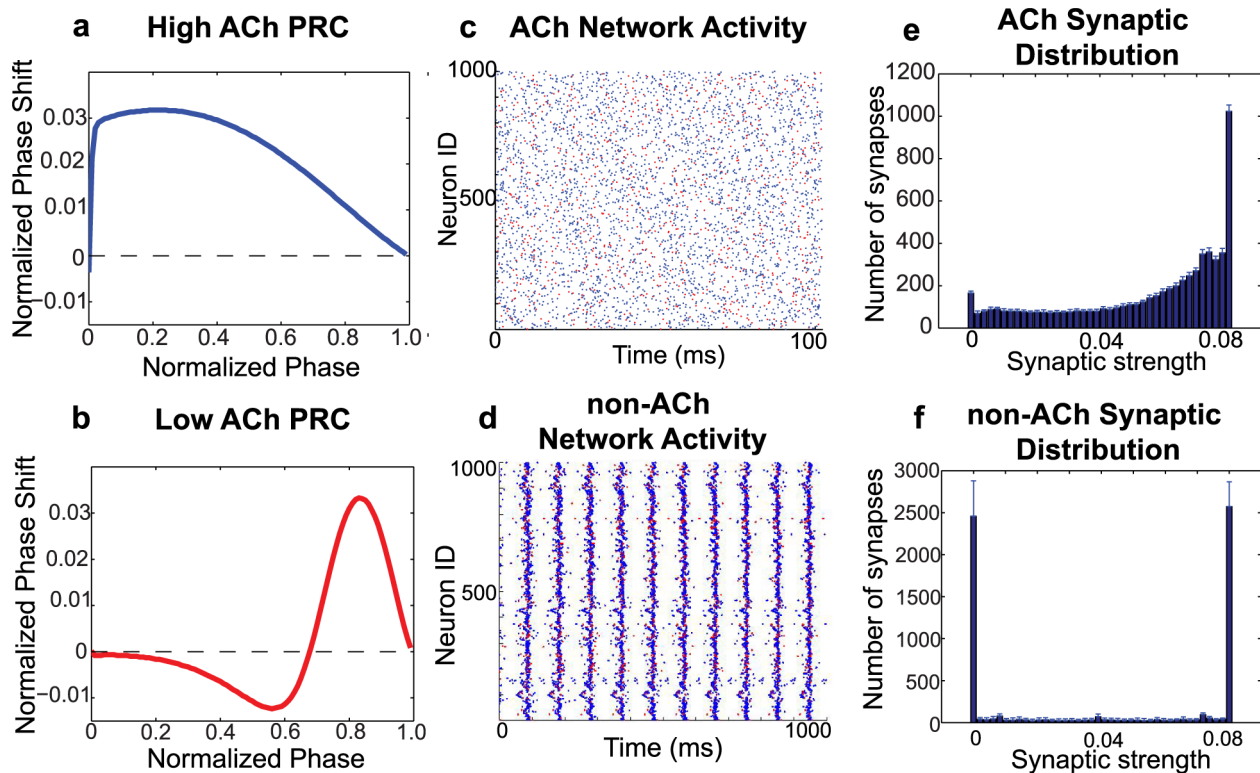 a
High ACh PRC
Normalized Phase Shift
0.03
0.02
0.01
0
−0.01
0
0.2
0.4
0.6
0.8
1.0
Normalized Phase
b
Low ACh PRC
Normalized Phase Shift
0.03
0.02
0.01
0
−0.01
0
0.2
0.4
0.6
0.8
1.0
Normalized Phase
c
ACh Network Activity
Neuron ID
1000
500
0
100
Time (ms)
d
non-ACh
Network Activity
Neuron ID
1000
500
0
1000
Time (ms)
e
ACh Synaptic
Distribution
Number of synapses
1200
1000
800
600
400
200
0
0
0.04
0.08
Synaptic strength
f
non-ACh Synaptic
Distribution
Number of synapses
3000
2500
2000
1500
1000
500
0
0
0.04
0.08
Synaptic strength